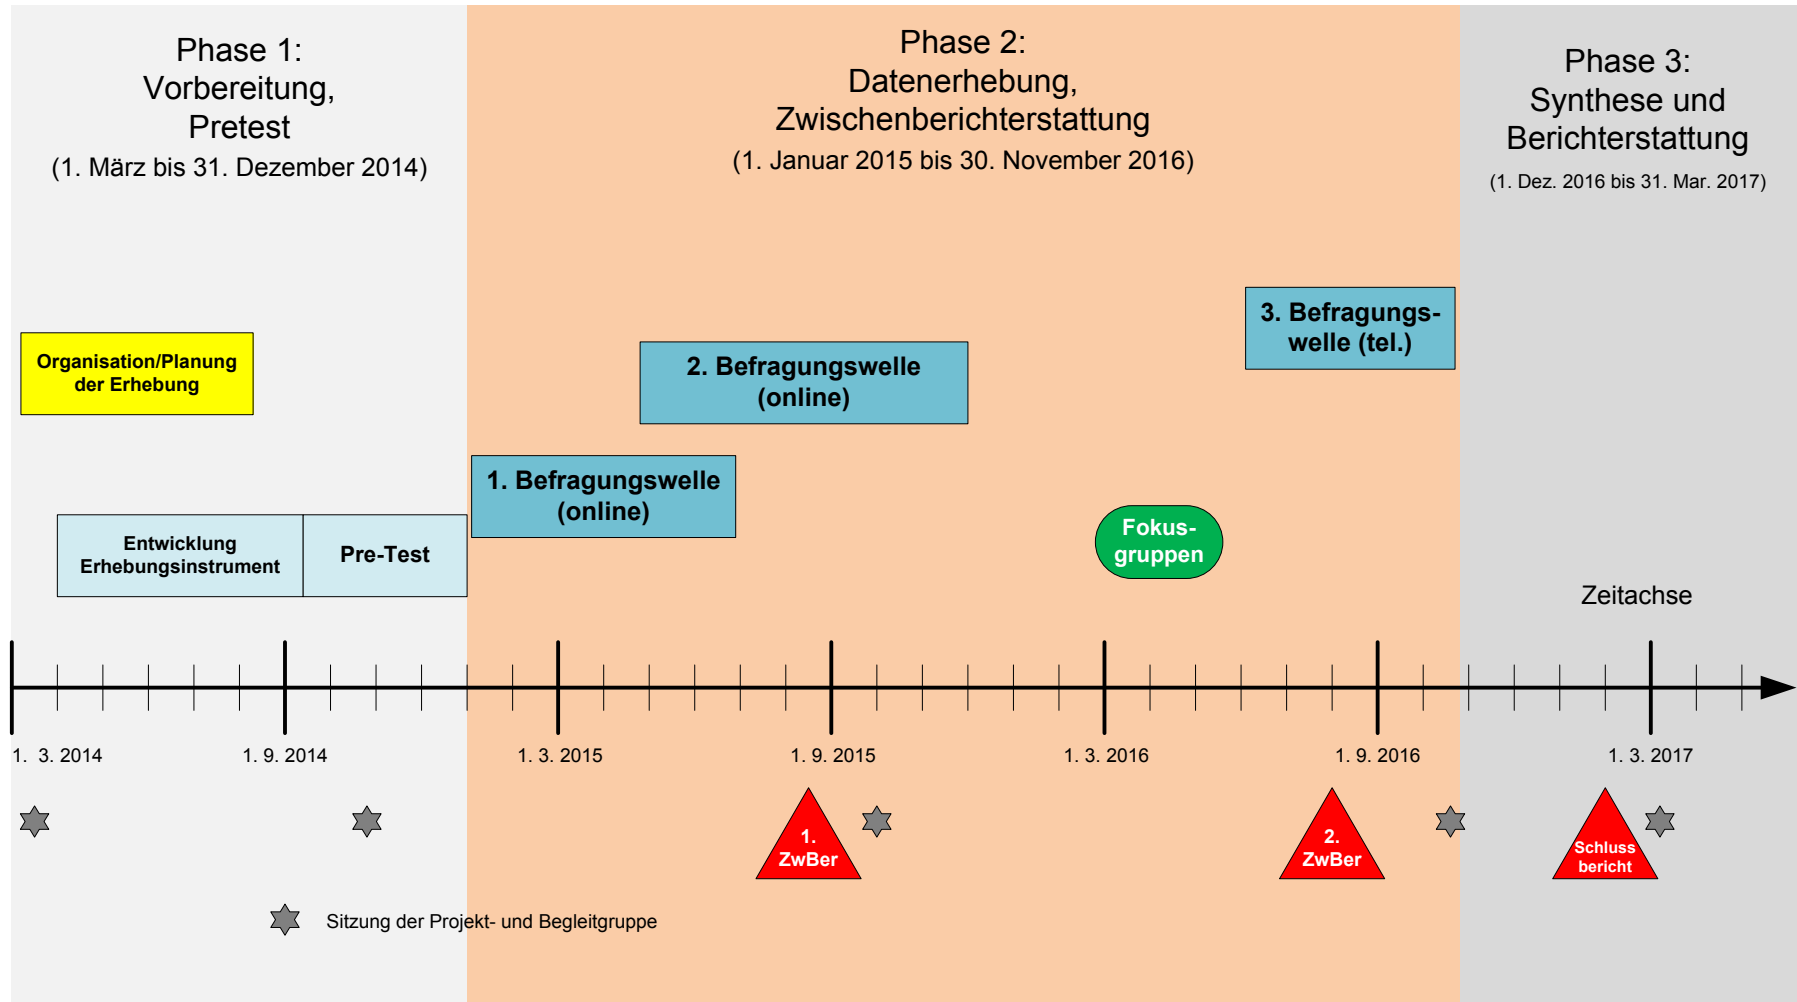 Phase 1:
Vorbereitung,
Pretest
(1. März bis 31. Dezember 2014)
Phase 2:
Datenerhebung,
Zwischenberichterstattung
(1. Januar 2015 bis 30. November 2016)
Phase 3:
Synthese und
Berichterstattung
(1. Dez. 2016 bis 31. Mar. 2017)
Organisation/Planung
der Erhebung
Entwicklung
Erhebungsinstrument
Pre-Test
1. Befragungswelle
(online)
2. Befragungswelle
(online)
3. Befragungs-
welle (tel.)
Fokus-
gruppen
Zeitachse
1. 3. 2014
1. 9. 2014
1. 3. 2015
1. 9. 2015
1. 3. 2016
1. 9. 2016
1. 3. 2017
1.
ZwBer
2.
ZwBer
Schluss
bericht
Sitzung der Projekt- und Begleitgruppe